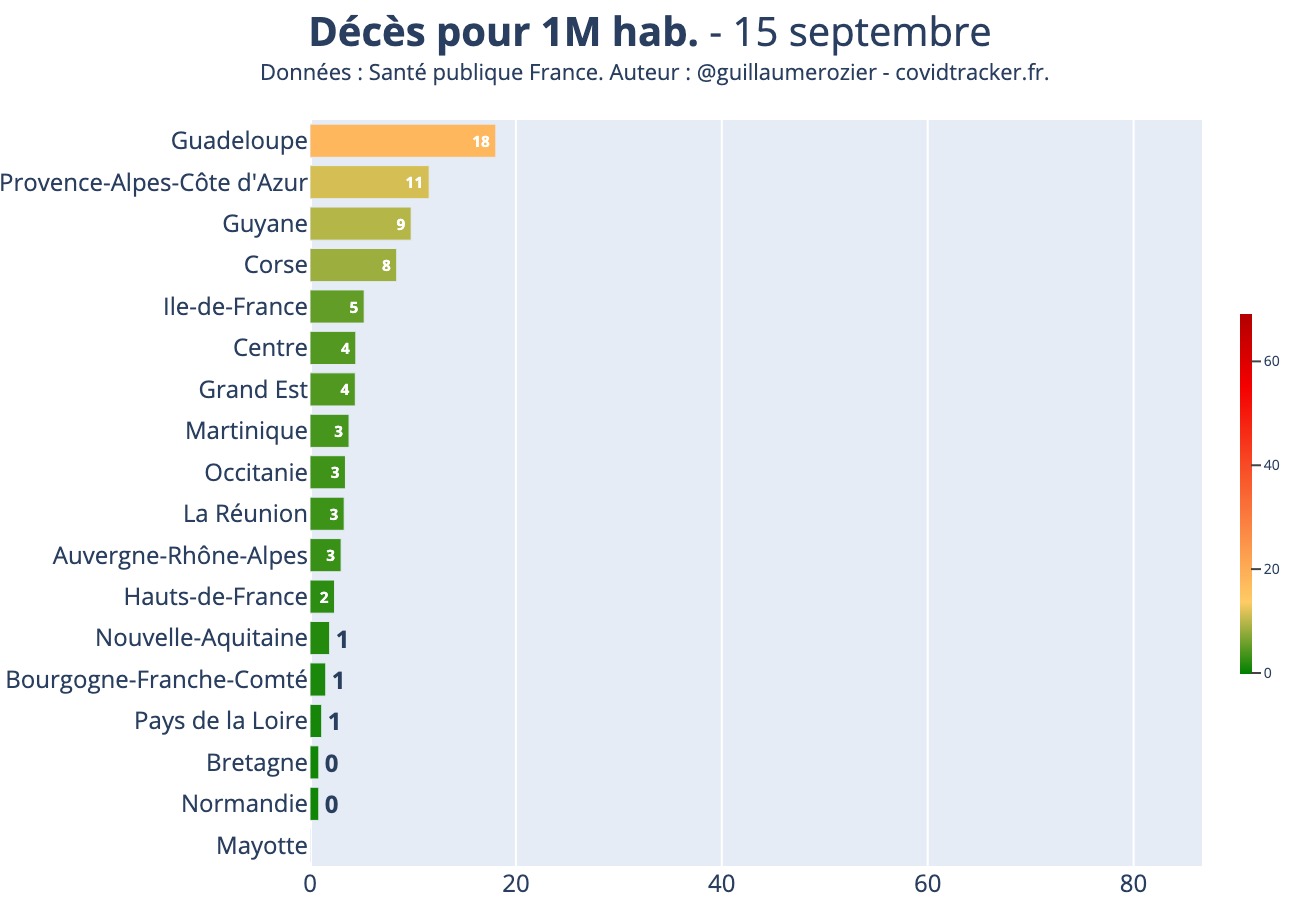 Décès pour 1M hab. - 15 septembre
Données : Santé publique France. Auteur : @guillaumerozier - covidtracker.fr.
Guadeloupe 18
Provence-Alpes-Côte d'Azur 11
Guyane 9
Corse 8
Ile-de-France 5
Centre 4
Grand Est 4
Martinique 3
Occitanie 3
La Réunion 3
Auvergne-Rhône-Alpes 3
Hauts-de-France 2
Nouvelle-Aquitaine 1
Bourgogne-Franche-Comté 1
Pays de la Loire 1
Bretagne 0
Normandie 0
Mayotte
0 20 40 60 80
60
40
20
0